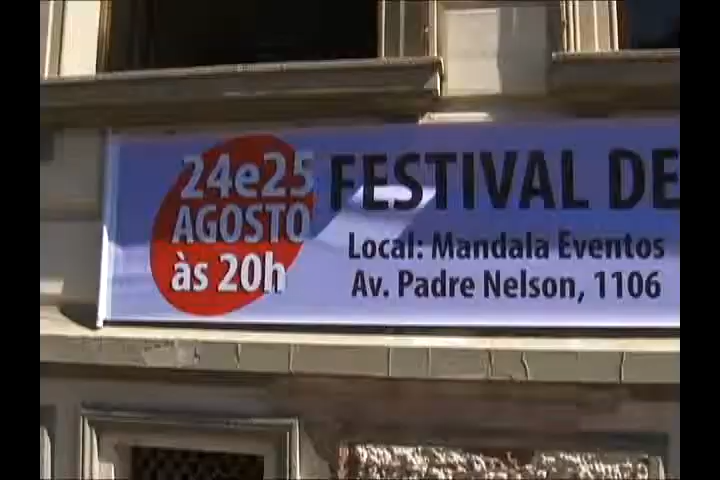 24e25
AGOSTO
às 20h
FESTIVAL DE
Local: Mandala Eventos
Av. Padre Nelson, 1106